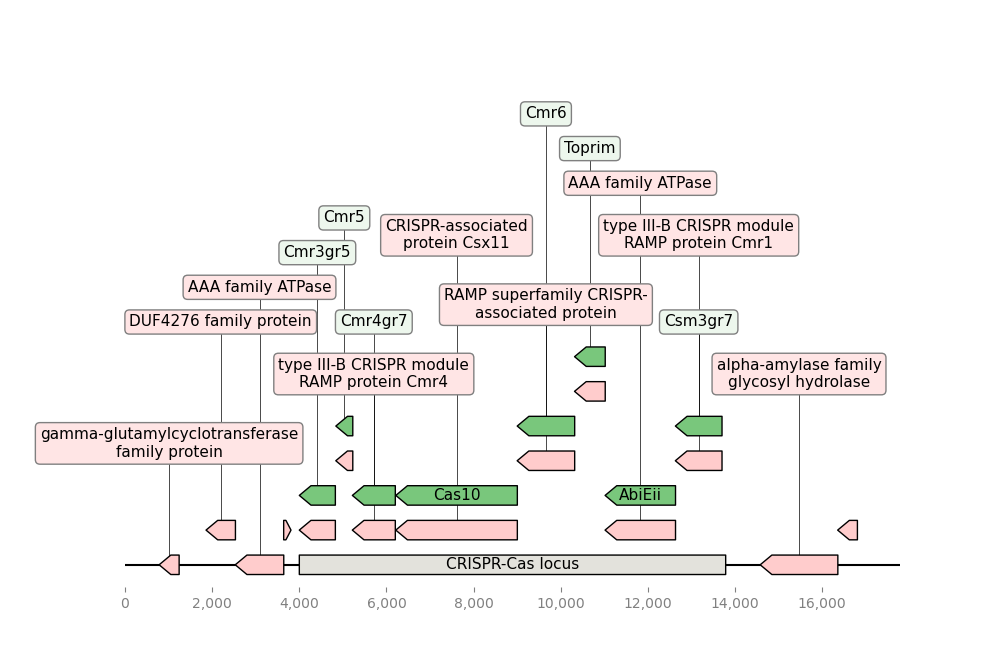 Cmr6
Toprim
AAA family ATPase
Cmr5
CRISPR-associated
protein Csx11
type III-B CRISPR module
RAMP protein Cmr1
Cmr3gr5
AAA family ATPase
RAMP superfamily CRISPR-
associated protein
DUF4276 family protein
Cmr4gr7
Csm3gr7
type III-B CRISPR module
RAMP protein Cmr4
alpha-amylase family
glycosyl hydrolase
gamma-glutamylcyclotransferase
family protein
Cas10
AbiEii
CRISPR-Cas locus
0
2,000
4,000
6,000
8,000
10,000
12,000
14,000
16,000